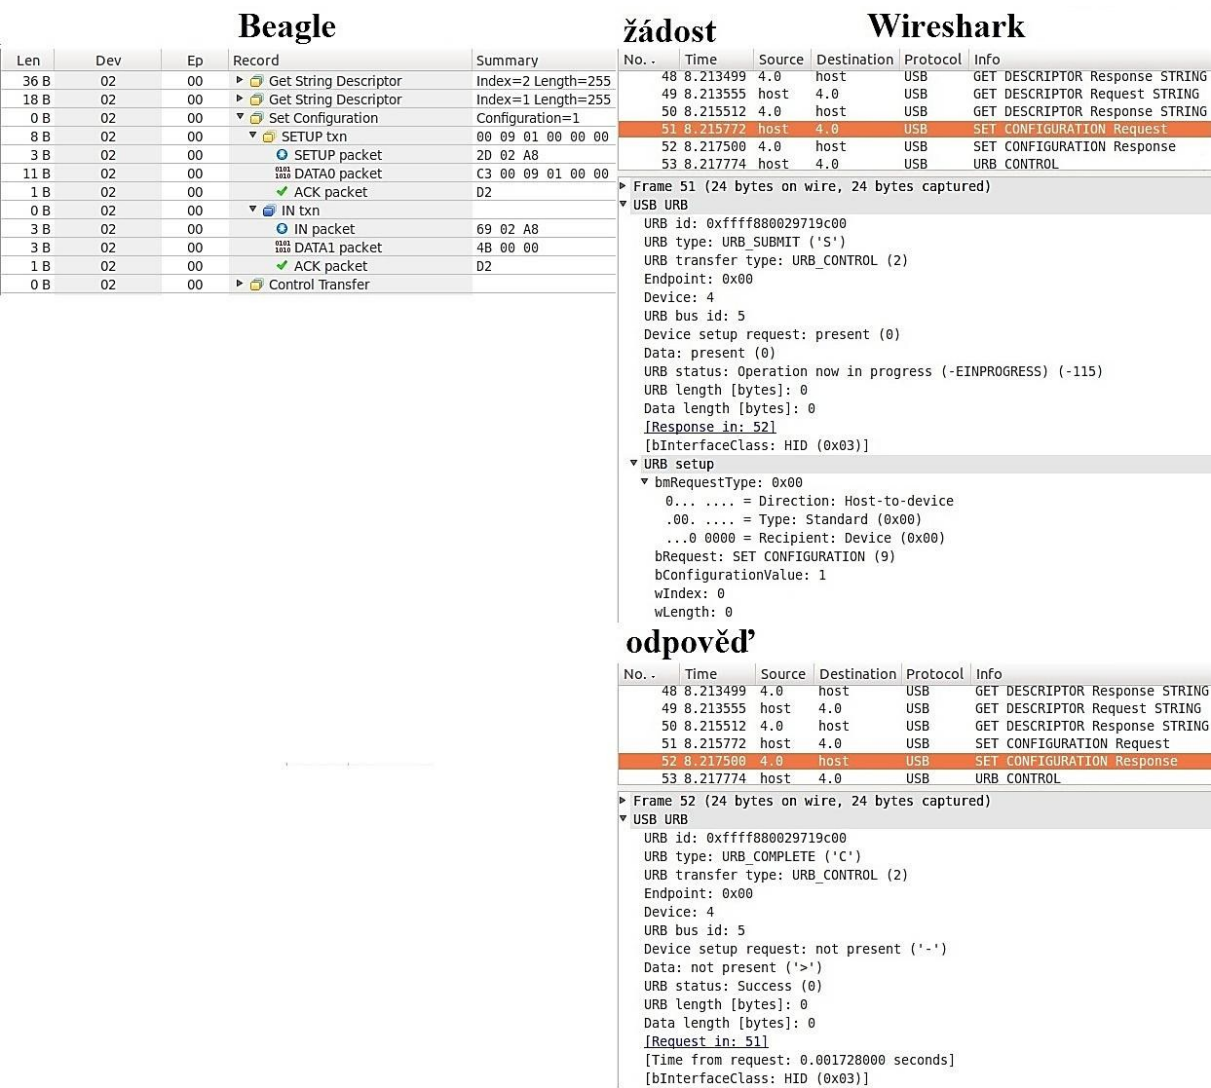 Beagle
Len Dev Ep Record Summary
36 B 02 00 Get String Descriptor Index=2 Length=255
18 B 02 00 Get String Descriptor Index=1 Length=255
0 B 02 00 Set Configuration Configuration=1
8 B 02 00 SETUP txn 00 09 01 00 00 00
3 B 02 00 SETUP packet 2D 02 A8
11 B 02 00 DATA0 packet C3 00 09 01 00 00
1 B 02 00 ACK packet D2
0 B 02 00 IN txn
3 B 02 00 IN packet 69 02 A8
3 B 02 00 DATA1 packet 4B 00 00
1 B 02 00 ACK packet D2
0 B 02 00 Control Transfer
žádost Wireshark
No. . Time Source Destination Protocol Info
48 8.213499 4.0 host USB GET DESCRIPTOR Response STRING
49 8.213555 host 4.0 USB GET DESCRIPTOR Request STRING
50 8.215512 4.0 host USB GET DESCRIPTOR Response STRING
51 8.215772 host 4.0 USB SET CONFIGURATION Request
52 8.217500 4.0 host USB SET CONFIGURATION Response
53 8.217774 host 4.0 USB URB CONTROL
Frame 51 (24 bytes on wire, 24 bytes captured)
USB URB
URB id: 0xffff880029719c00
URB type: URB_SUBMIT ('S')
URB transfer type: URB_CONTROL (2)
Endpoint: 0x00
Device: 4
URB bus id: 5
Device setup request: present (0)
Data: present (0)
URB status: Operation now in progress (-EINPROGRESS) (-115)
URB length [bytes]: 0
Data length [bytes]: 0
[Response in: 52]
[bInterfaceClass: HID (0x03)]
URB setup
bmRequestType: 0x00
0... .... = Direction: Host-to-device
.00. .... = Type: Standard (0x00)
...0 0000 = Recipient: Device (0x00)
bRequest: SET CONFIGURATION (9)
bConfigurationValue: 1
wIndex: 0
wLength: 0
odpověď
No. . Time Source Destination Protocol Info
48 8.213499 4.0 host USB GET DESCRIPTOR Response STRING
49 8.213555 host 4.0 USB GET DESCRIPTOR Request STRING
50 8.215512 4.0 host USB GET DESCRIPTOR Response STRING
51 8.215772 host 4.0 USB SET CONFIGURATION Request
52 8.217500 4.0 host USB SET CONFIGURATION Response
53 8.217774 host 4.0 USB URB CONTROL
Frame 52 (24 bytes on wire, 24 bytes captured)
USB URB
URB id: 0xffff880029719c00
URB type: URB_COMPLETE ('C')
URB transfer type: URB_CONTROL (2)
Endpoint: 0x00
Device: 4
URB bus id: 5
Device setup request: not present ('-')
Data: not present ('>')
URB status: Success (0)
URB length [bytes]: 0
Data length [bytes]: 0
[Request in: 51]
[Time from request: 0.001728000 seconds]
[bInterfaceClass: HID (0x03)]